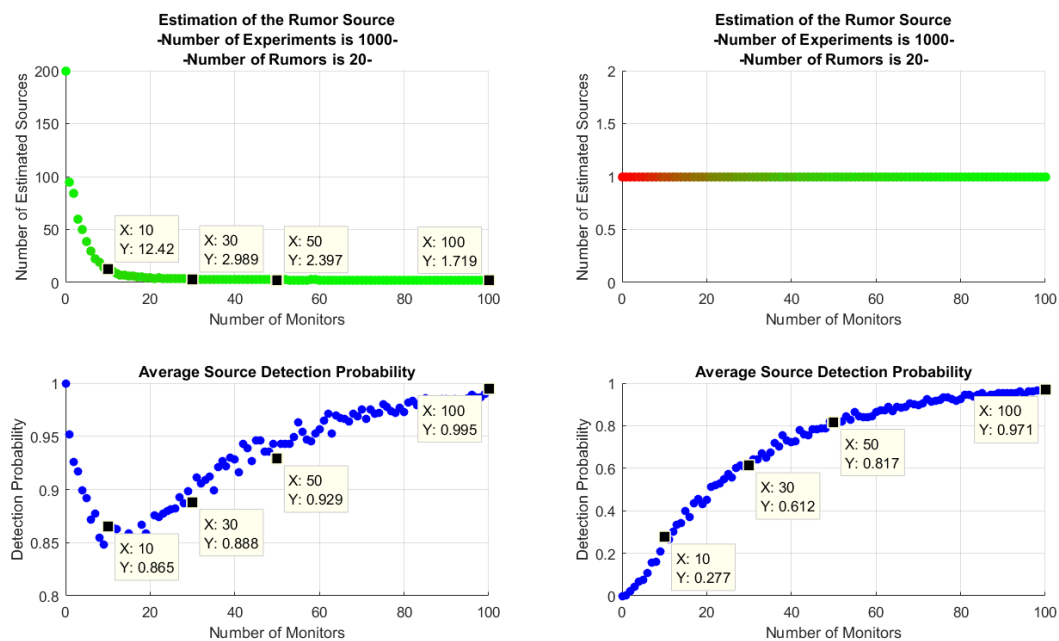 Estimation of the Rumor Source
-Number of Experiments is 1000-
-Number of Rumors is 20-
Number of Estimated Sources
200
150
100
50
0
X: 10
Y: 12.42
X: 30
Y: 2.989
X: 50
Y: 2.397
X: 100
Y: 1.719
0
20
40
60
80
100
Number of Monitors
Estimation of the Rumor Source
-Number of Experiments is 1000-
-Number of Rumors is 20-
Number of Estimated Sources
2
1.5
1
0.5
0
0
20
40
60
80
100
Number of Monitors
Average Source Detection Probability
Detection Probability
1
0.95
0.9
0.85
0.8
X: 10
Y: 0.865
X: 30
Y: 0.888
X: 50
Y: 0.929
X: 100
Y: 0.995
0
20
40
60
80
100
Number of Monitors
Average Source Detection Probability
Detection Probability
1
0.8
0.6
0.4
0.2
0
X: 10
Y: 0.277
X: 30
Y: 0.612
X: 50
Y: 0.817
X: 100
Y: 0.971
0
20
40
60
80
100
Number of Monitors